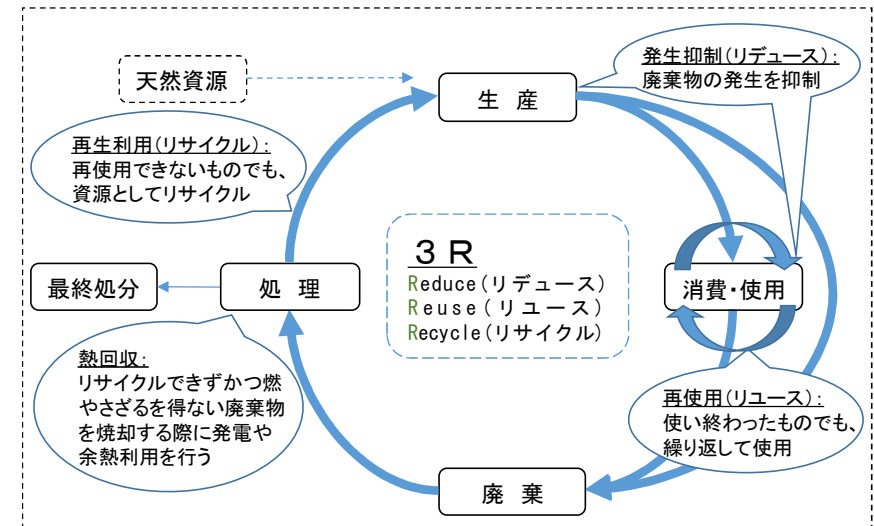 天然資源
生 産
発生抑制(リデュース):
廃棄物の発生を抑制
再生利用(リサイクル):
再使用できないものでも、
資源としてリサイクル
3R
Reduce(リデュース)
Reuse(リユース)
Recycle(リサイクル)
最終処分
処 理
消費・使用
熱回収:
リサイクルできずかつ燃
やさざるを得ない廃棄物
を焼却する際に発電や
余熱利用を行う
再使用(リユース):
使い終わったものでも、
繰り返して使用
廃 棄